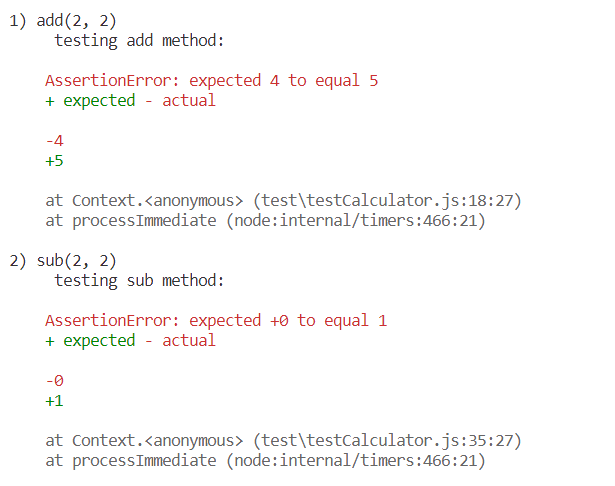 1) add(2, 2)
testing add method:
AssertionError: expected 4 to equal 5
+ expected - actual
-4
+5
at Context.<anonymous> (test\testCalculator.js:18:27)
at processImmediate (node:internal/timers:466:21)
2) sub(2, 2)
testing sub method:
AssertionError: expected +0 to equal 1
+ expected - actual
-0
+1
at Context.<anonymous> (test\testCalculator.js:35:27)
at processImmediate (node:internal/timers:466:21)